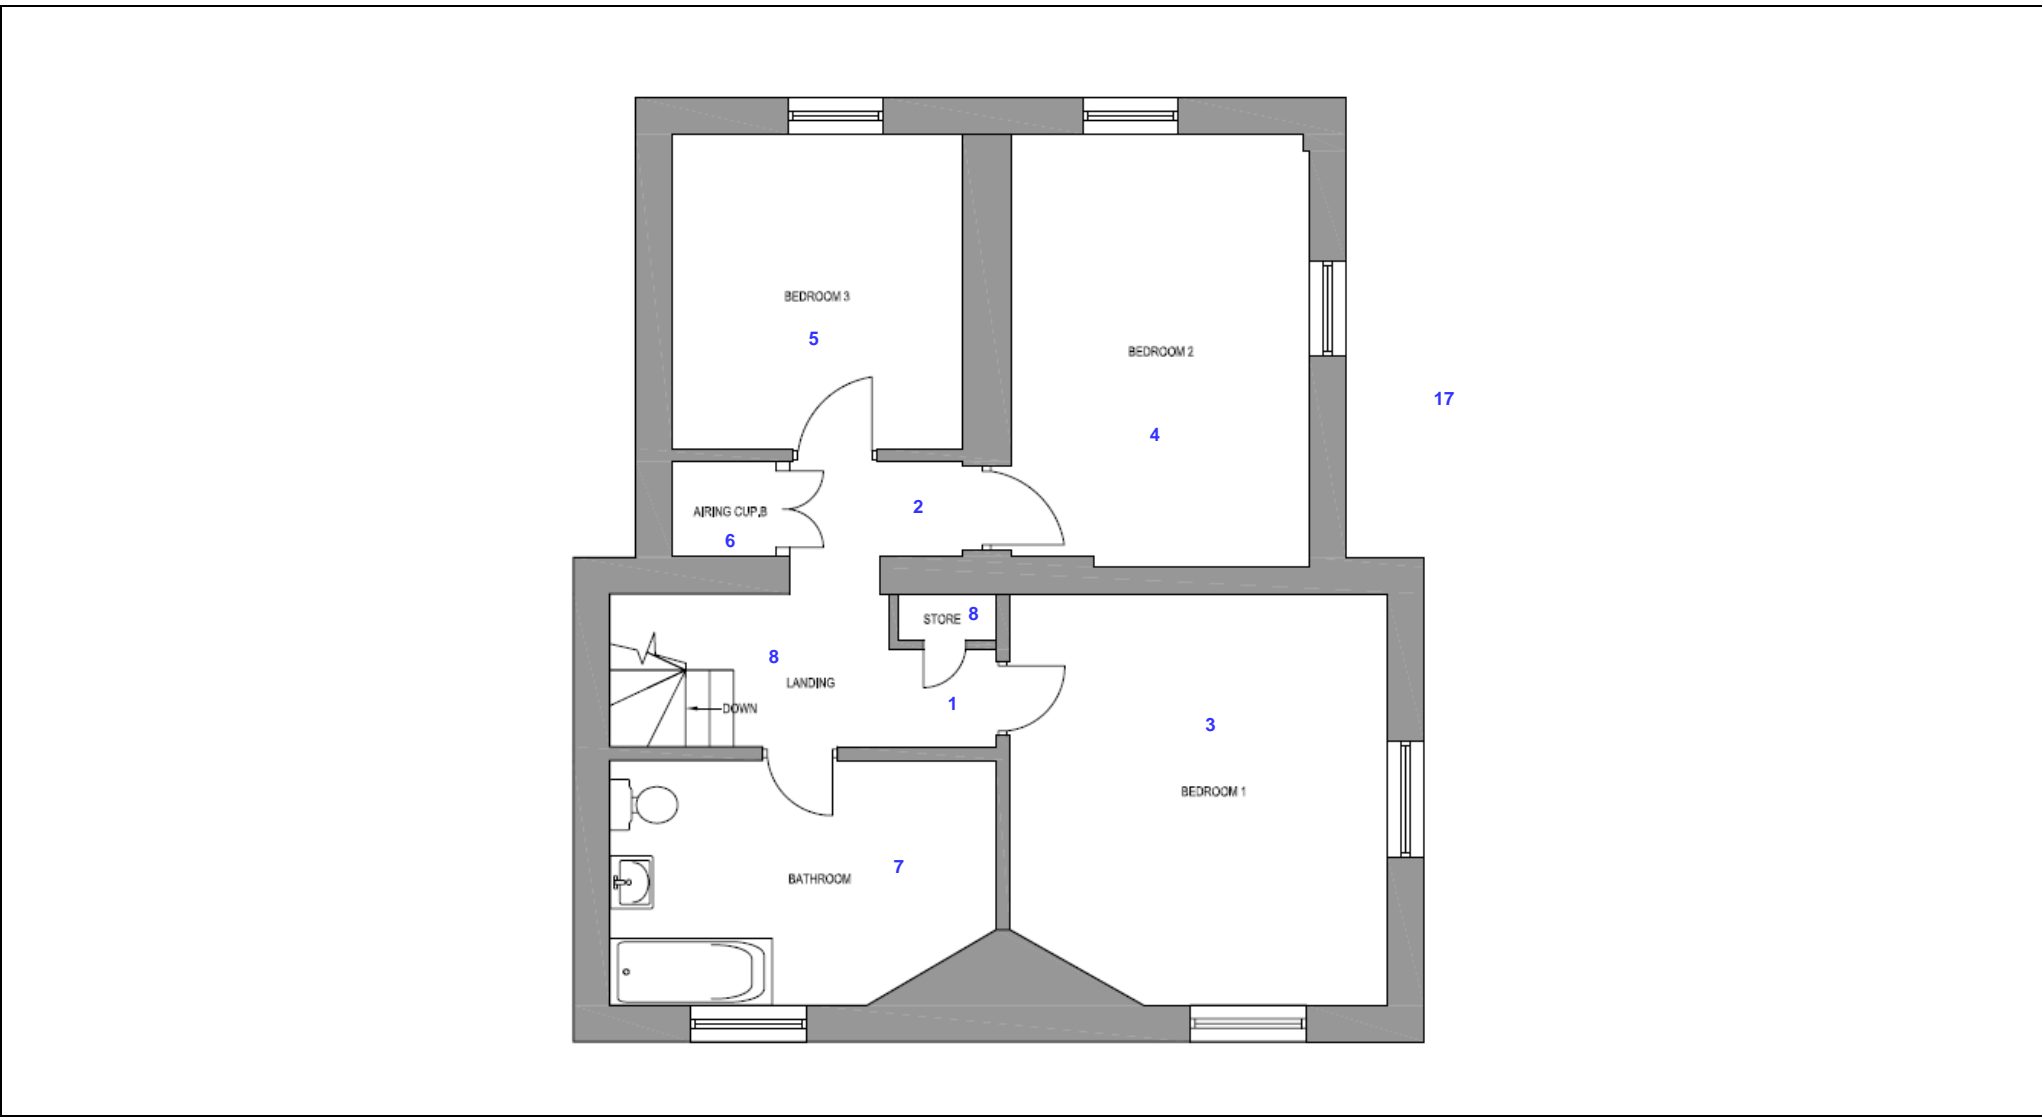 BEDROOM 3
5
BEDROOM 2
17
4
2
AIRING CUP,B
6
STORE 8
8
LANDING
1
DOWN
3
BEDROOM 1
7
BATHROOM